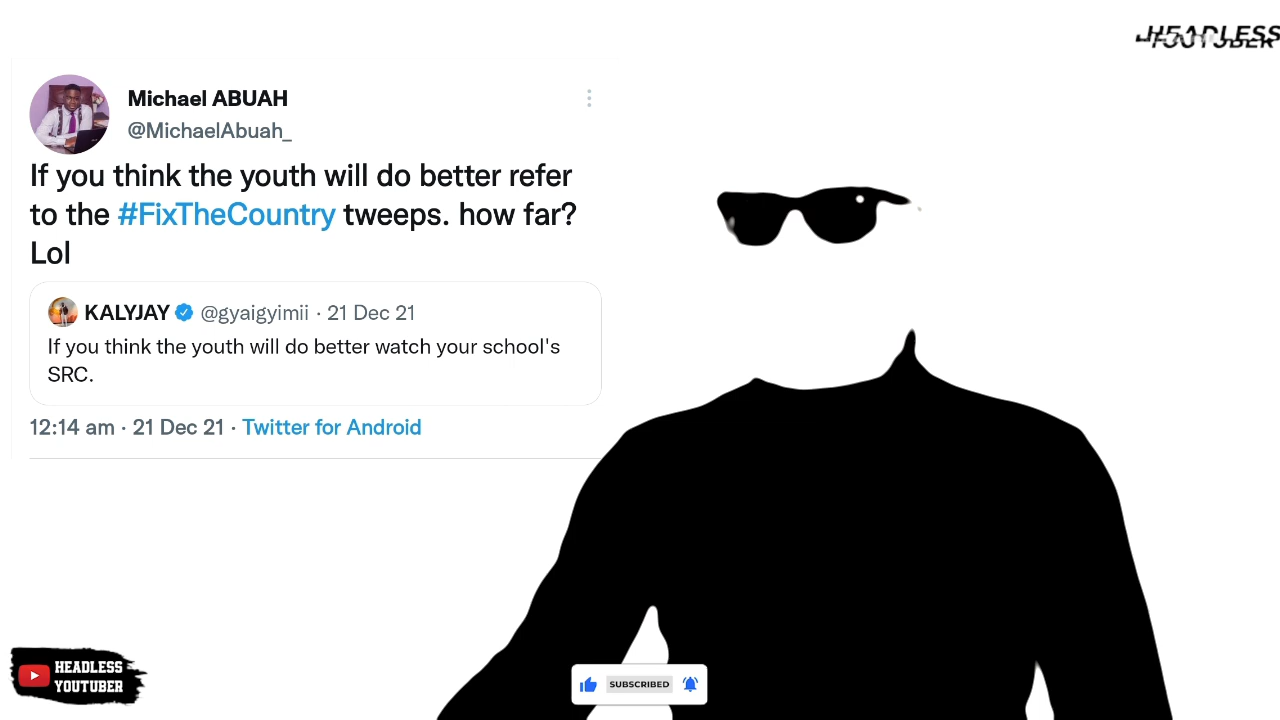 HEADLESS
YOUTUBER
Michael ABUAH
@MichaelAbuah_
If you think the youth will do better refer
to the #FixTheCountry tweeps. how far?
Lol
KALYJAY @gyaigyimii · 21 Dec 21
If you think the youth will do better watch your school's
SRC.
12:14 am · 21 Dec 21 · Twitter for Android
HEADLESS
YOUTUBER
SUBSCRIBED